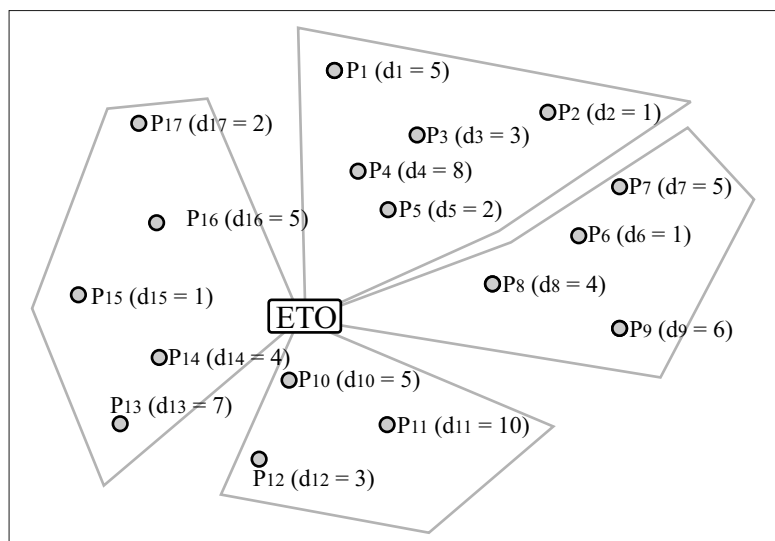 P1 (d1 = 5)
P2 (d2 = 1)
P17 (d17 = 2)
P3 (d3 = 3)
P4 (d4 = 8)
P7 (d7 = 5)
P5 (d5 = 2)
P16 (d16 = 5)
P6 (d6 = 1)
P8 (d8 = 4)
P15 (d15 = 1)
ETO
P9 (d9 = 6)
P14 (d14 = 4)
P10 (d10 = 5)
P13 (d13 = 7)
P11 (d11 = 10)
P12 (d12 = 3)